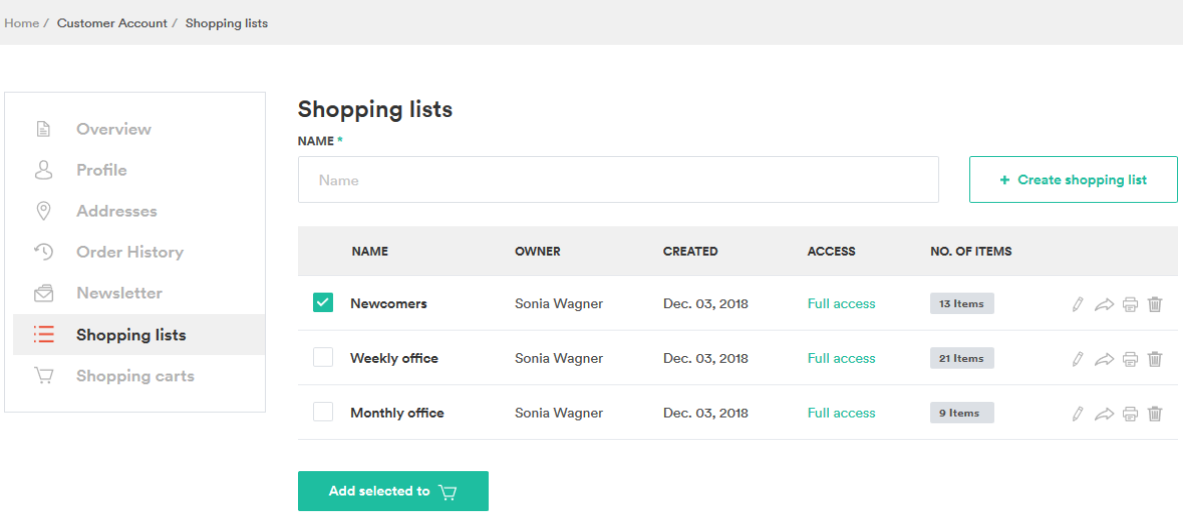 Home / Customer Account / Shopping lists
Overview
Profile
Addresses
Order History
Newsletter
Shopping lists
Shopping carts
Shopping lists
NAME *
Name
+ Create shopping list
NAME OWNER CREATED ACCESS NO. OF ITEMS
Newcomers Sonia Wagner Dec. 03, 2018 Full access 13 Items
Weekly office Sonia Wagner Dec. 03, 2018 Full access 21 Items
Monthly office Sonia Wagner Dec. 03, 2018 Full access 9 Items
Add selected to